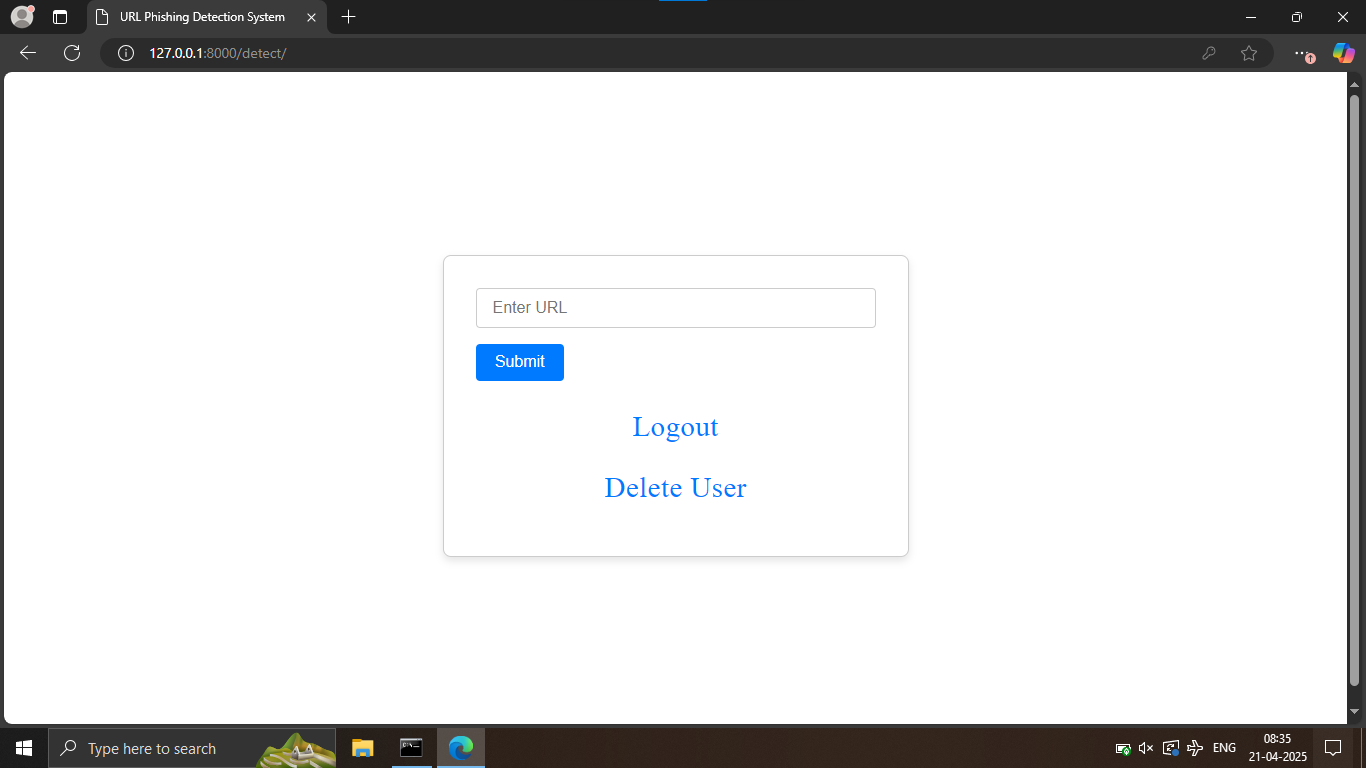 URL Phishing Detection System
127.0.0.1:8000/detect/
Enter URL
Submit
Logout
Delete User
Type here to search
ENG
08:35
21-04-2025